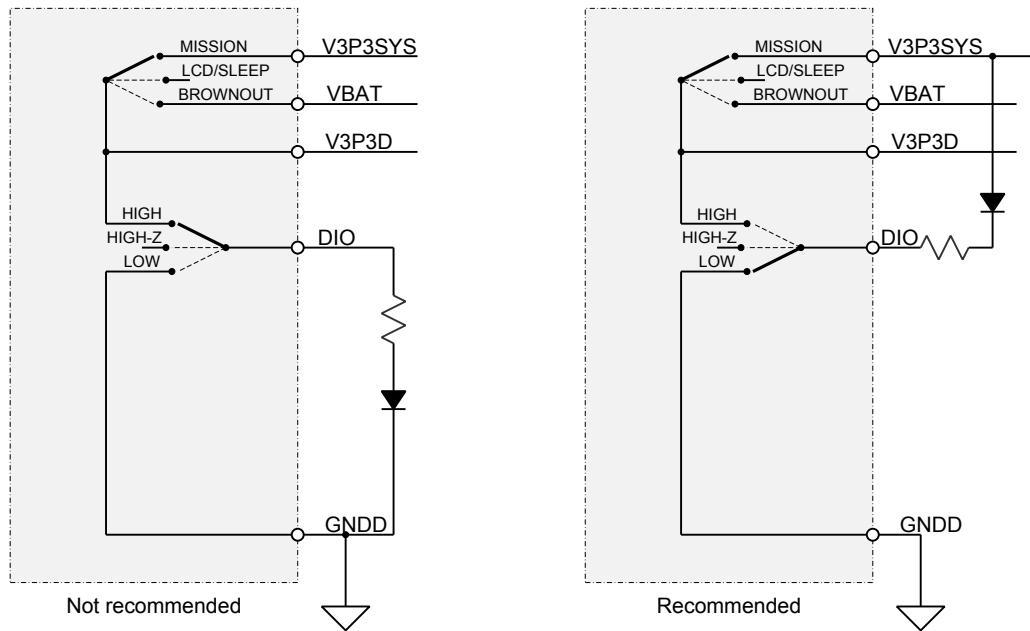 MISSION
V3P3SYS
LCD/SLEEP
BROWNOUT
VBAT
V3P3D
HIGH
HIGH-Z
DIO
LOW
GNDD
Not recommended
MISSION
V3P3SYS
LCD/SLEEP
BROWNOUT
VBAT
V3P3D
HIGH
HIGH-Z
DIO
LOW
GNDD
Recommended